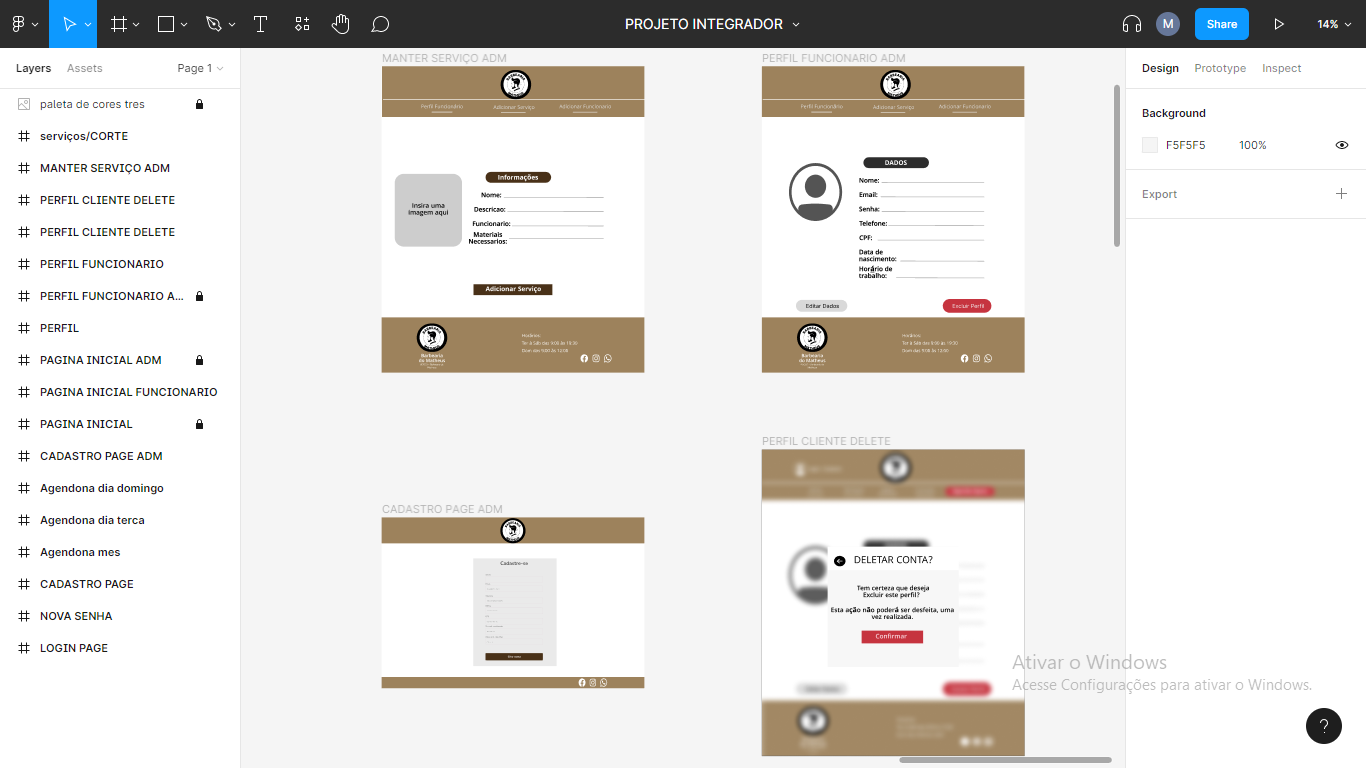 PROJETO INTEGRADOR
M
Share
14%
Layers
Assets
Page 1
paleta de cores tres
serviços/CORTE
MANTER SERVIÇO ADM
PERFIL CLIENTE DELETE
PERFIL CLIENTE DELETE
PERFIL FUNCIONARIO
PERFIL FUNCIONARIO A...
PERFIL
PAGINA INICIAL ADM
PAGINA INICIAL FUNCIONARIO
PAGINA INICIAL
CADASTRO PAGE ADM
Agendona dia domingo
Agendona dia terca
Agendona mes
CADASTRO PAGE
NOVA SENHA
LOGIN PAGE
MANTER SERVIÇO ADM
Perfil Funcionário
Adicionar Serviço
Adicionar Funcionario
Informações
Insira uma
imagem aqui
Nome:
Descricao:
Funcionario:
Materiais
Necessarios:
Adicionar Serviço
Barbearia
do Matheus
Horários:
Ter à Sáb das 9:00 às 19:30
Dom das 9:00 às 13:00
PERFIL FUNCIONARIO ADM
Perfil Funcionário
Adicionar Serviço
Adicionar Funcionario
DADOS
Nome:
Email:
Senha:
Telefone:
CPF:
Data de
nascimento:
Horário de
trabalho:
Editar Dados
Excluir Perfil
Barbearia
do Matheus
Horários:
Ter à Sáb das 9:00 às 19:30
Dom das 9:00 às 13:00
CADASTRO PAGE ADM
Cadastre-se
PERFIL CLIENTE DELETE
DELETAR CONTA?
Tem certeza que deseja
Excluir este perfil?
Esta ação não poderá ser desfeita, uma
vez realizada.
Confirmar
Design
Prototype
Inspect
Background
F5F5F5
100%
Export
Ativar o Windows
Acesse Configurações para ativar o Windows.
?